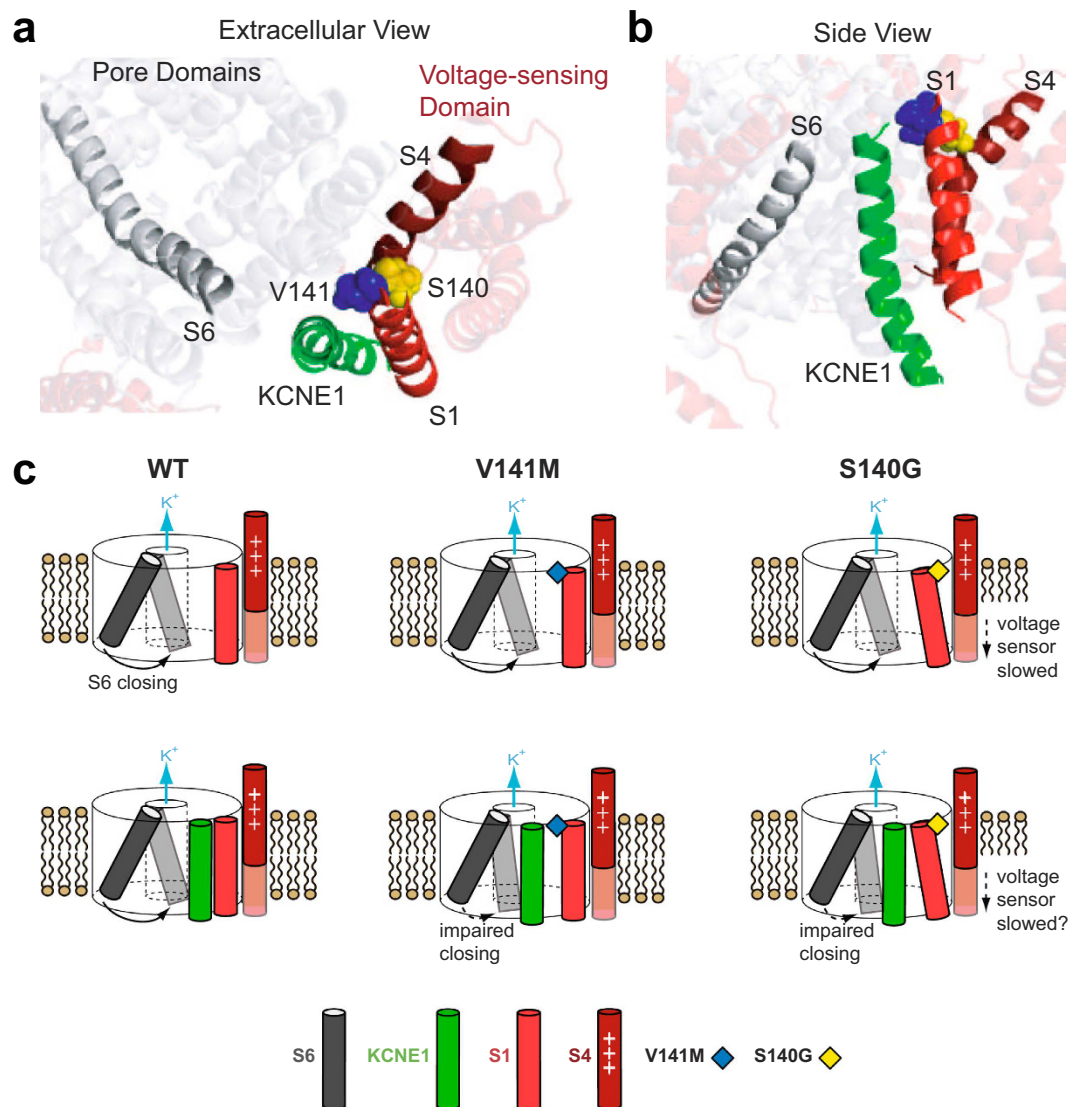 a
Extracellular View
Pore Domains
Voltage-sensing
Domain
S4
V141
S140
S6
KCNE1
S1
b
Side View
S1
S4
S6
KCNE1
c
WT
V141M
S140G
K+
K+
K+
+++
+++
+++
S6 closing
voltage
sensor
slowed
K+
K+
K+
+++
+++
+++
impaired
closing
impaired
closing
voltage
sensor
slowed?
S6
KCNE1
S1
S4
+++
V141M
S140G